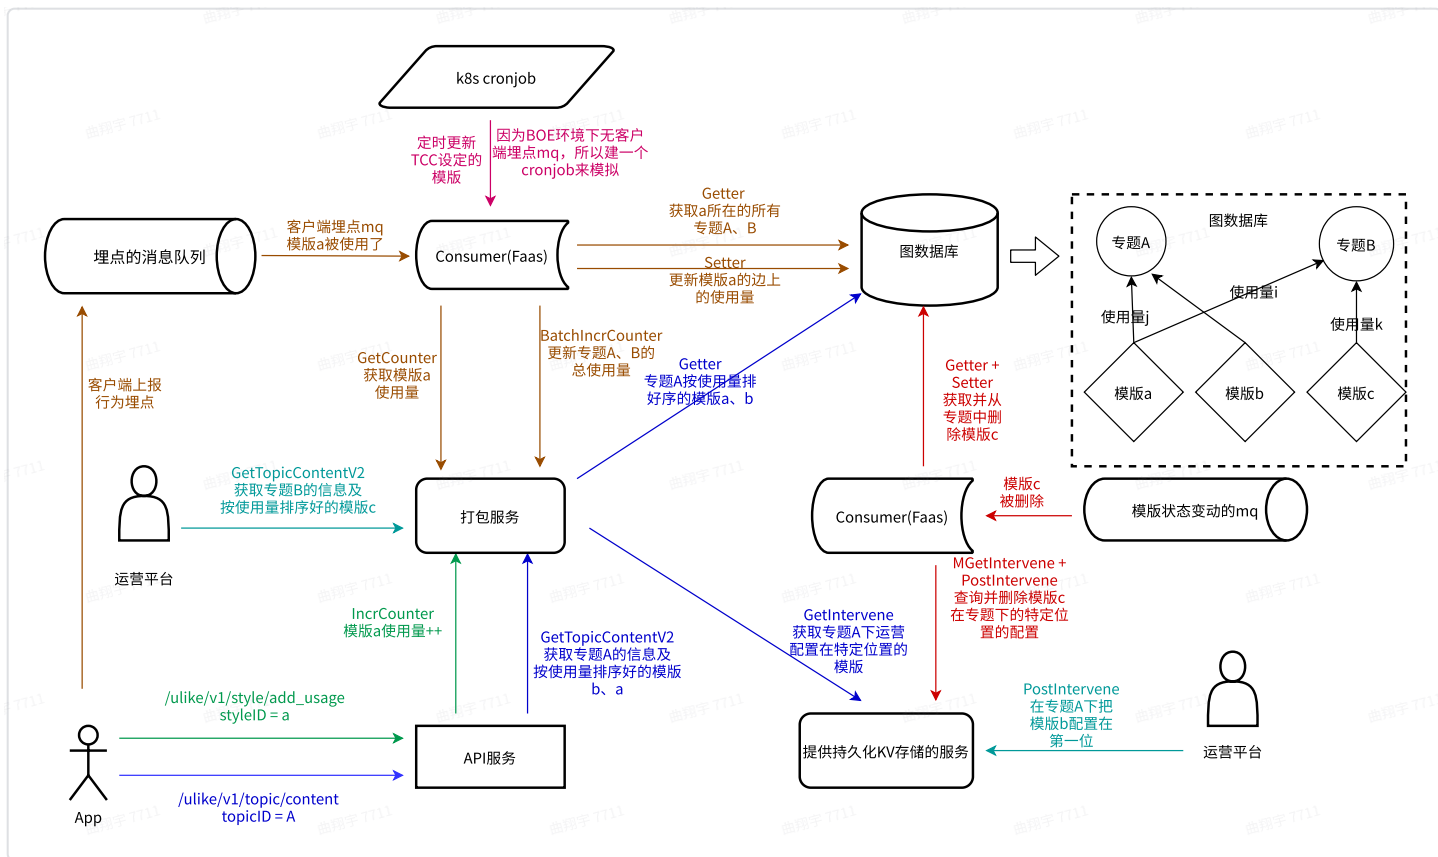 k8s cronjob
定时更新
TCC设定的
模版
因为BOE环境下无客户
端埋点mq，所以建一个
cronjob来模拟
埋点的消息队列
客户端埋点mq
模版a被使用了
Consumer(Faas)
Getter
获取a所在的所有
专题A、B
Setter
更新模版a的边上
的使用量
图数据库
图数据库
专题A
专题B
使用量j
使用量i
使用量k
模版a
模版b
模版c
客户端上报
行为埋点
GetCounter
获取模版a
使用量
BatchIncrCounter
更新专题A、B的
总使用量
Getter
专题A按使用量排
好序的模版a、b
Getter +
Setter
获取并从
专题中删
除模版c
运营平台
GetTopicContentV2
获取专题B的信息及
按使用量排序好的模版c
打包服务
Consumer(Faas)
模版c
被删除
模版状态变动的mq
MGetIntervene +
PostIntervene
查询并删除模版c
在专题下的特定位
置的配置
IncrCounter
模版a使用量++
GetTopicContentV2
获取专题A的信息及
按使用量排序好的模版
b、a
GetIntervene
获取专题A下运营
配置在特定位置的
模版
/ulike/v1/style/add_usage
styleID = a
App
/ulike/v1/topic/content
topicID = A
API服务
提供持久化KV存储的服务
PostIntervene
在专题A下把
模版b配置在
第一位
运营平台
曲翔宇 7711